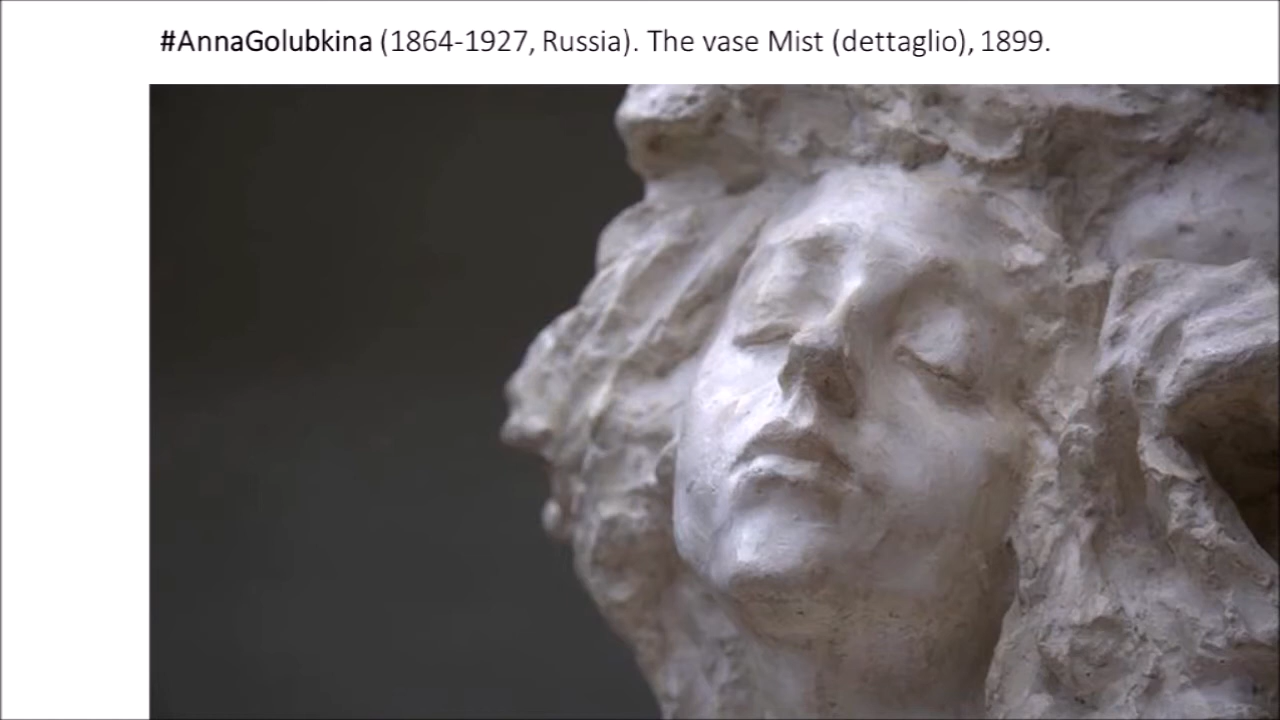 #AnnaGolubkina (1864-1927, Russia). The vase Mist (dettaglio), 1899.